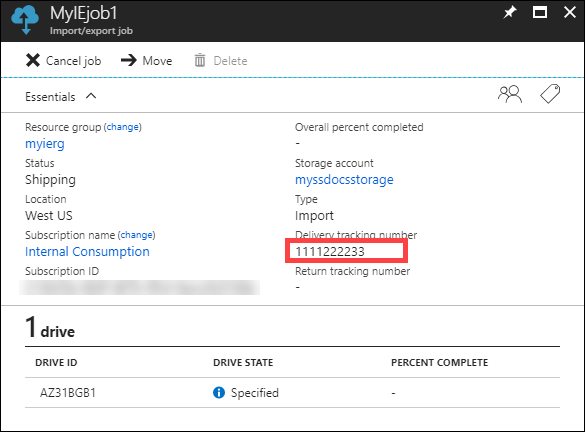 MyIEjob1
Import/export job
Cancel job Move Delete
Essentials
Resource group (change) Overall percent completed
myierg -
Status Storage account
Shipping myssdocsstorage
Location Type
West US Import
Subscription name (change) Delivery tracking number
Internal Consumption 1111222233
Subscription ID Return tracking number
-
1 drive
DRIVE ID DRIVE STATE PERCENT COMPLETE
AZ31BGB1 Specified -